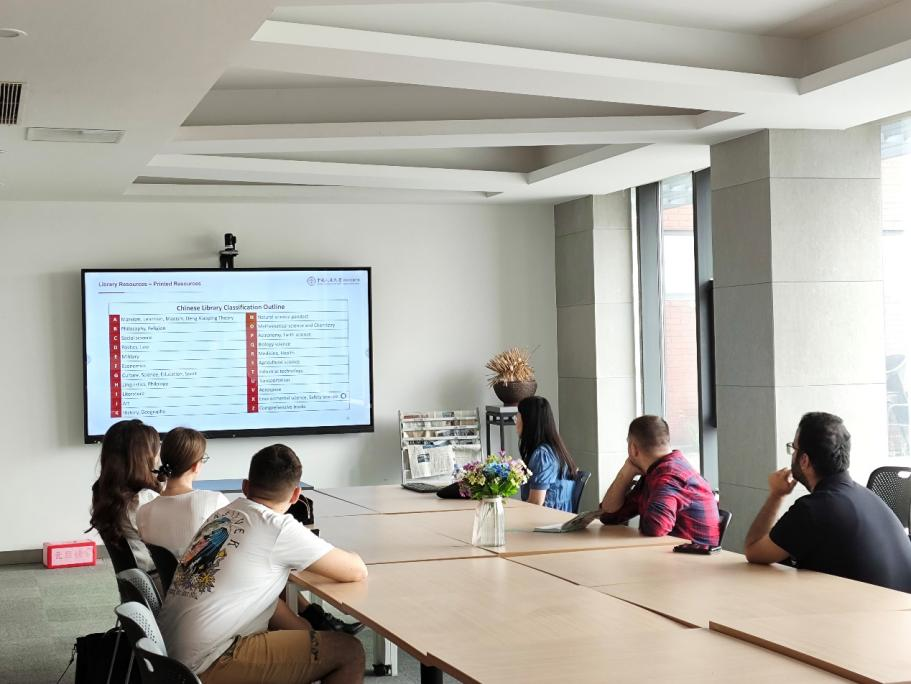 Library Resources – Printed Resources
Chinese Library Classification Outline
A Marxism, Leninism, Maoism, Deng Xiaoping Theory
B Philosophy, Religion
C Social science
D Politics, Law
E Military
F Economics
G Culture, Science, Education, Sport
H Linguistics, Philology
I Literature
J Art
K History, Geography
N Natural science
O Mathematical science and Chemistry
P Astronomy, Earth science
Q Biology science
R Medicine, Health
S Agricultural science
T Industrial technology
U Transportation
V Aerospace
X Environmental science, Safety science
Z Comprehensive books